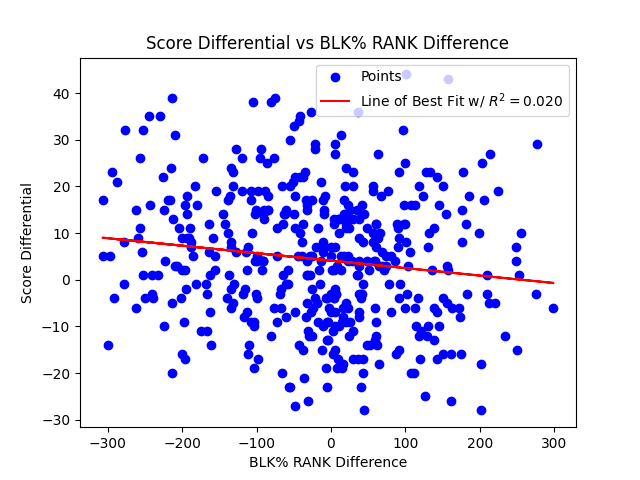 Score Differential vs BLK% RANK Difference
Points
Line of Best Fit w/ R² = 0.020
Score Differential
40
30
20
10
0
−10
−20
−30
−300 −200 −100 0 100 200 300
BLK% RANK Difference